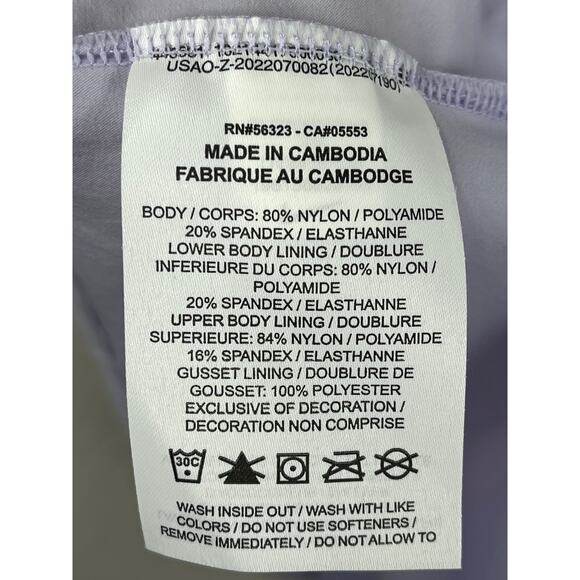 USAO-Z-2022070082(202207190)
RN#56323 - CA#05553
MADE IN CAMBODIA
FABRIQUE AU CAMBODGE
BODY / CORPS: 80% NYLON / POLYAMIDE
20% SPANDEX / ELASTHANNE
LOWER BODY LINING / DOUBLURE
INFERIEURE DU CORPS: 80% NYLON /
POLYAMIDE
20% SPANDEX / ELASTHANNE
UPPER BODY LINING / DOUBLURE
SUPERIEURE: 84% NYLON / POLYAMIDE
16% SPANDEX / ELASTHANNE
GUSSET LINING / DOUBLURE DE
GOUSSET: 100% POLYESTER
EXCLUSIVE OF DECORATION /
DECORATION NON COMPRISE
30C
WASH INSIDE OUT / WASH WITH LIKE
COLORS / DO NOT USE SOFTENERS /
REMOVE IMMEDIATELY / DO NOT ALLOW TO